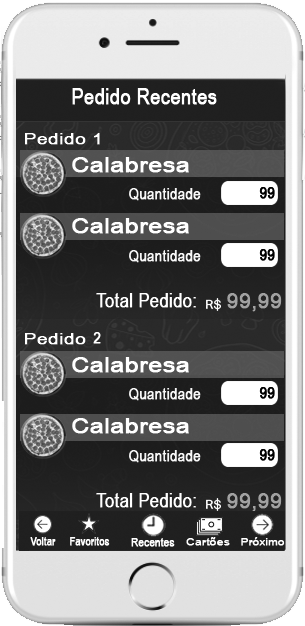 Pedido Recentes
Pedido 1
Calabresa
Quantidade 99
Calabresa
Quantidade 99
Total Pedido: R$ 99,99
Pedido 2
Calabresa
Quantidade 99
Calabresa
Quantidade 99
Total Pedido: R$ 99,99
Voltar Favoritos Recentes Cartões Próximo